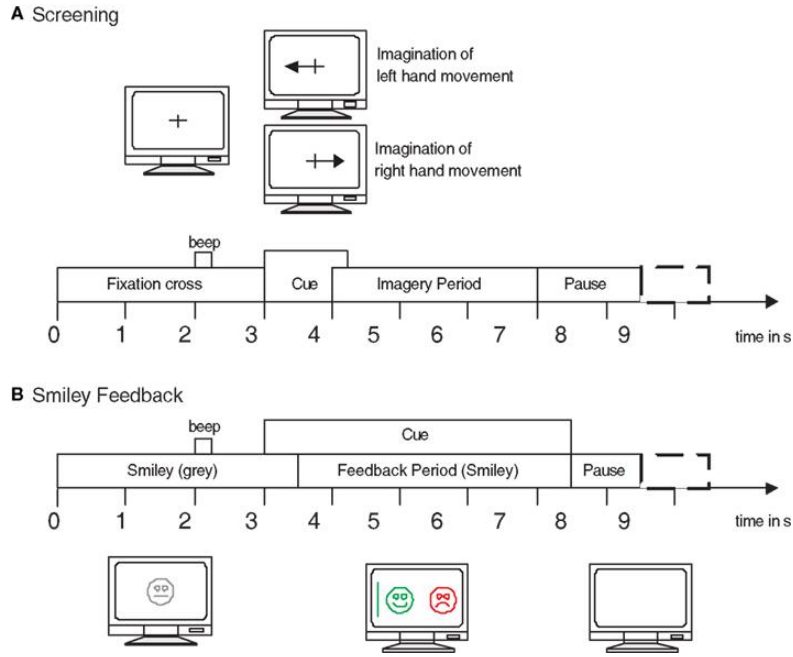 A Screening
Imagination of
left hand movement
Imagination of
right hand movement
beep
Fixation cross Cue Imagery Period Pause
0 1 2 3 4 5 6 7 8 9 time in s
B Smiley Feedback
beep
Cue
Smiley (grey) Feedback Period (Smiley) Pause
0 1 2 3 4 5 6 7 8 9 time in s